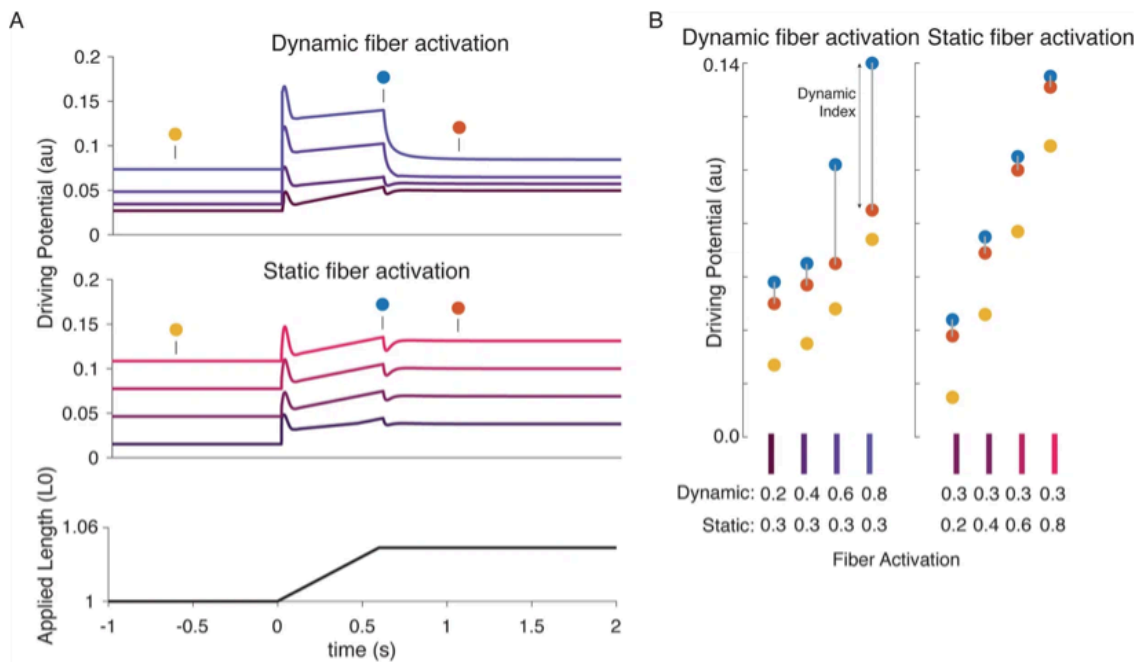 A
Dynamic fiber activation
0.2
0.15
0.1
0.05
0
Driving Potential (au)
Static fiber activation
0.2
0.15
0.1
0.05
0
Applied Length (L0)
1.06
1
-1 -0.5 0 0.5 1 1.5 2
time (s)
B
Dynamic fiber activation Static fiber activation
0.14
Dynamic
Index
Driving Potential (au)
0.0
Dynamic: 0.2 0.4 0.6 0.8 0.3 0.3 0.3 0.3
Static: 0.3 0.3 0.3 0.3 0.2 0.4 0.6 0.8
Fiber Activation